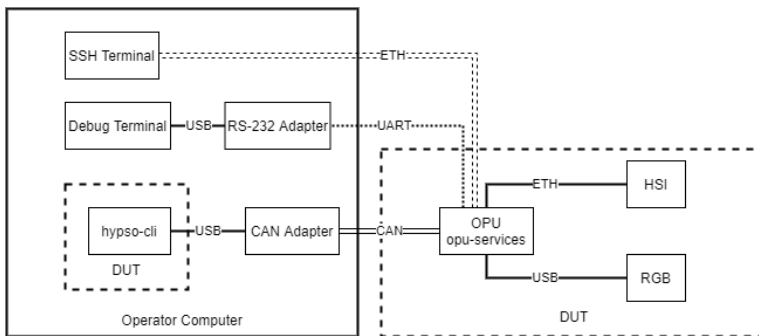 SSH Terminal
ETH
Debug Terminal
USB
RS-232 Adapter
UART
hypso-cli
USB
CAN Adapter
CAN
OPU
opu-services
ETH
HSI
USB
RGB
DUT
DUT
Operator Computer